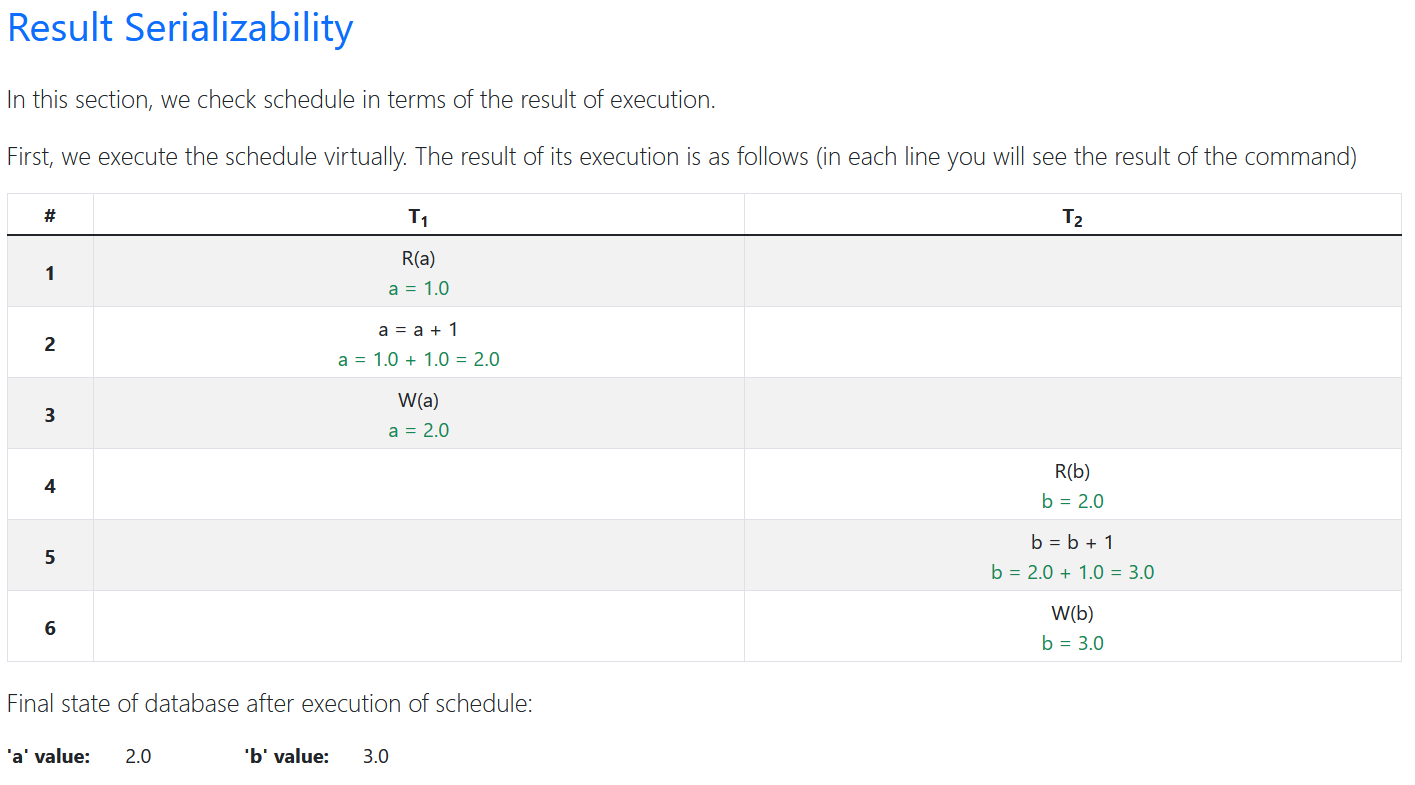 Result Serializability
In this section, we check schedule in terms of the result of execution.
First, we execute the schedule virtually. The result of its execution is as follows (in each line you will see the result of the command)
# T₁ T₂
R(a)
1
a = 1.0
a = a + 1
2
a = 1.0 + 1.0 = 2.0
W(a)
3
a = 2.0
R(b)
4
b = 2.0
b = b + 1
5
b = 2.0 + 1.0 = 3.0
W(b)
6
b = 3.0
Final state of database after execution of schedule:
'a' value: 2.0 'b' value: 3.0